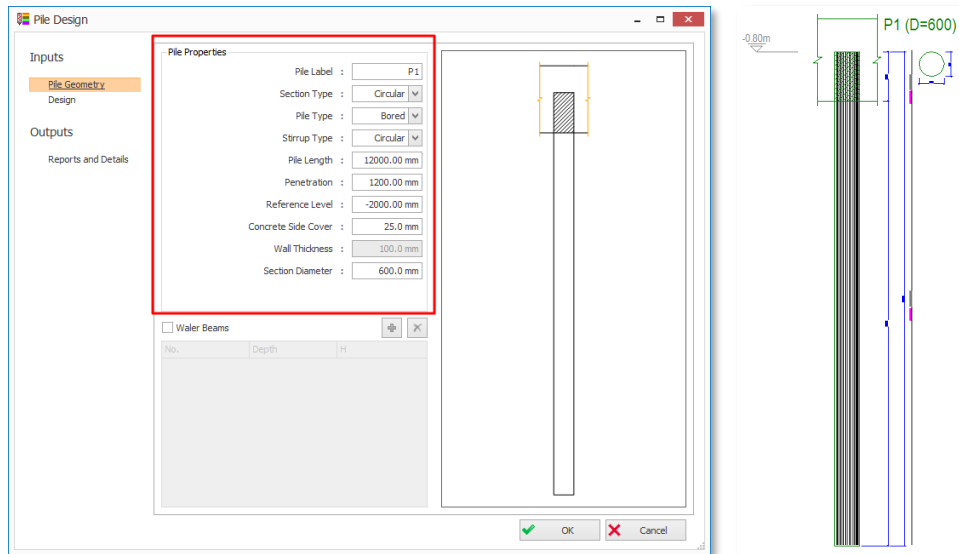 Pile Design
Inputs
Pile Geometry
Design
Outputs
Reports and Details
Pile Properties
Pile Label : P1
Section Type : Circular
Pile Type : Bored
Stirrup Type : Circular
Pile Length : 12000.00 mm
Penetration : 1200.00 mm
Reference Level : -2000.00 mm
Concrete Side Cover : 25.0 mm
Wall Thickness : 100.0 mm
Section Diameter : 600.0 mm
Waler Beams
No. Depth H
OK Cancel
P1 (D=600)
-0.80m